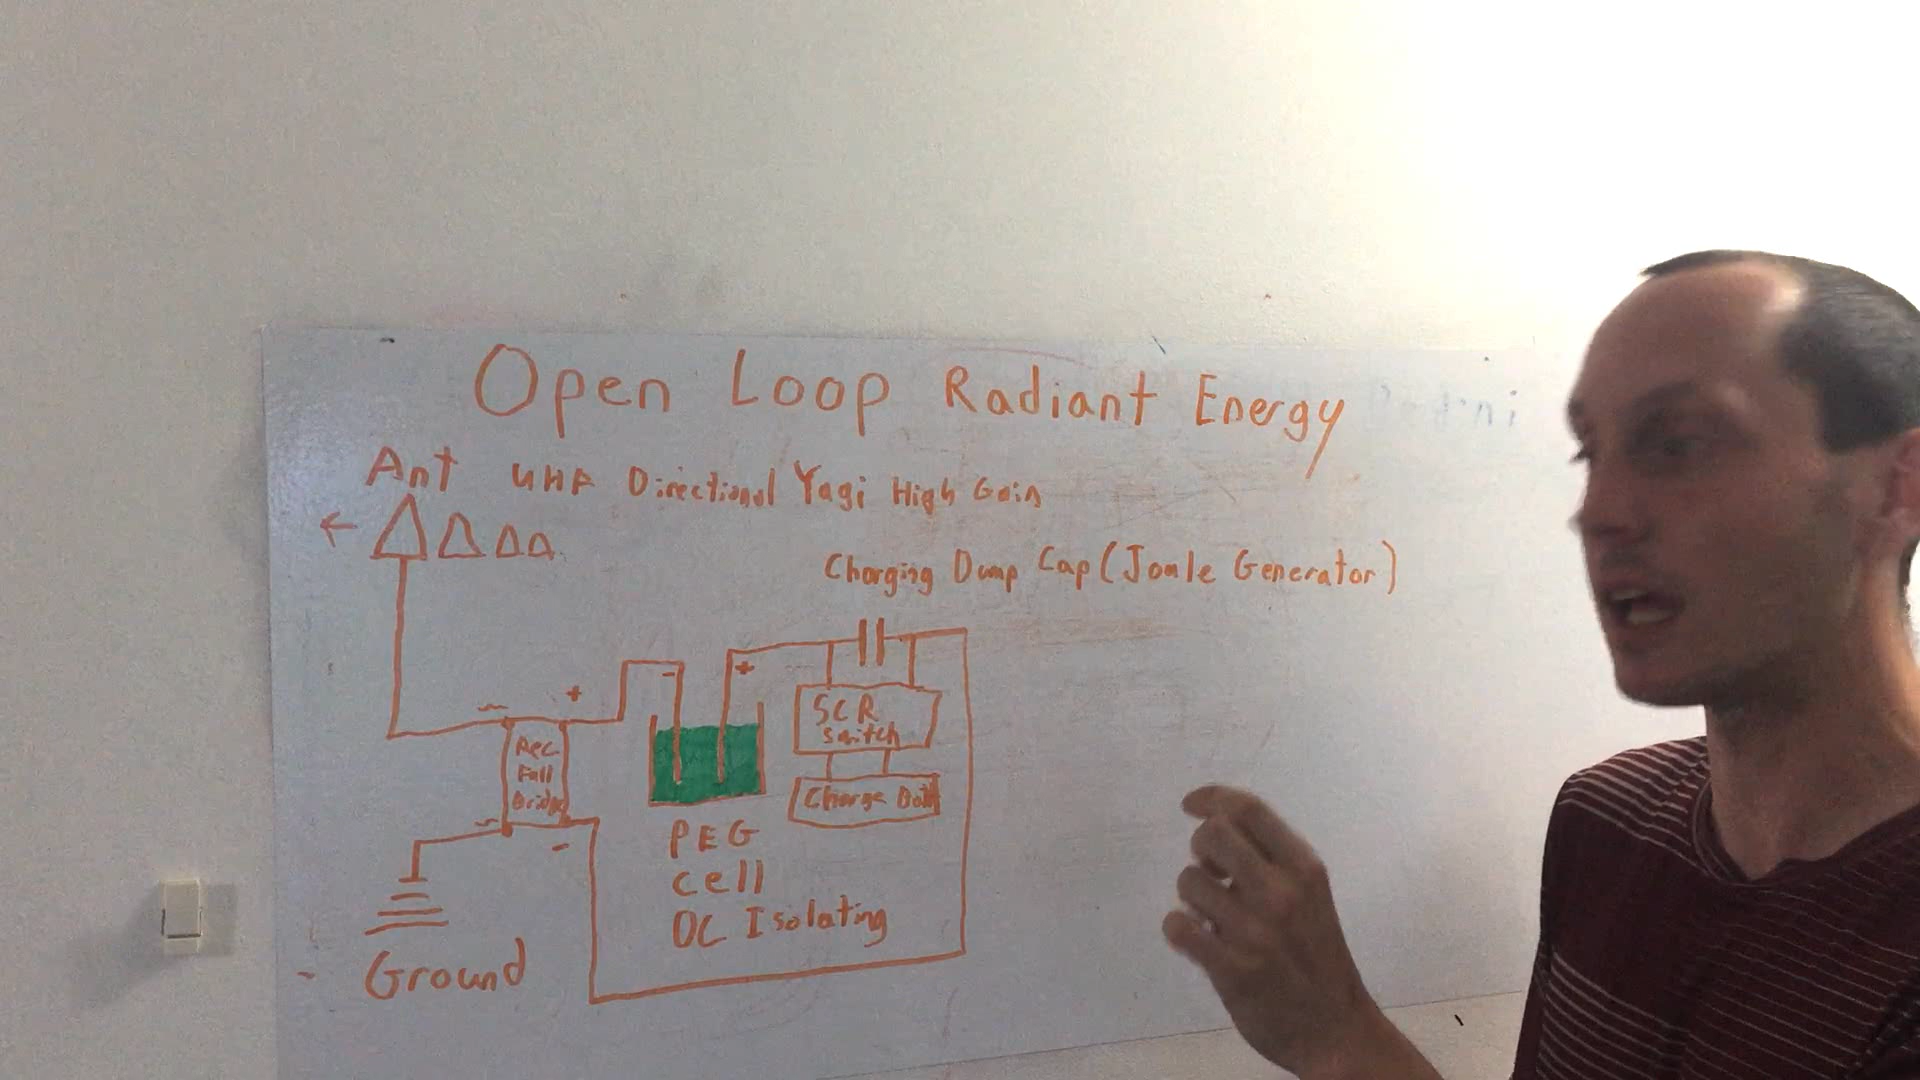 Open Loop Radiant Energy
Ant UHF Directional Yagi High Gain
Charging Dump Cap (Joule Generator)
- +
+
~
SCR
Switch
Rec
Full
Bridge
Charge Batt
~
-
PEG
Cell
DC Isolating
- Ground